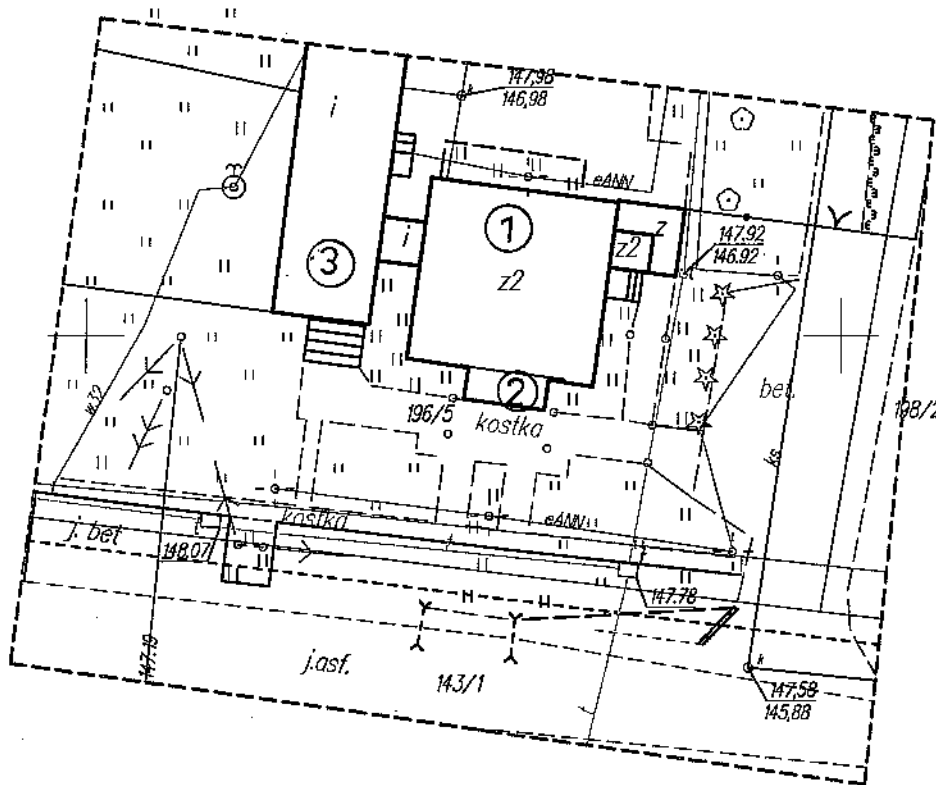 147,98
k
146,98
i
eANN
1
z
147,92
z2
146.92
i
3
z2
w32
bet.
2
196/5
kostka
198/2
ks
kostka
eANN
j. bet
148.07
147.78
147.19
k
j.asf.
143/1
147,58
145,88